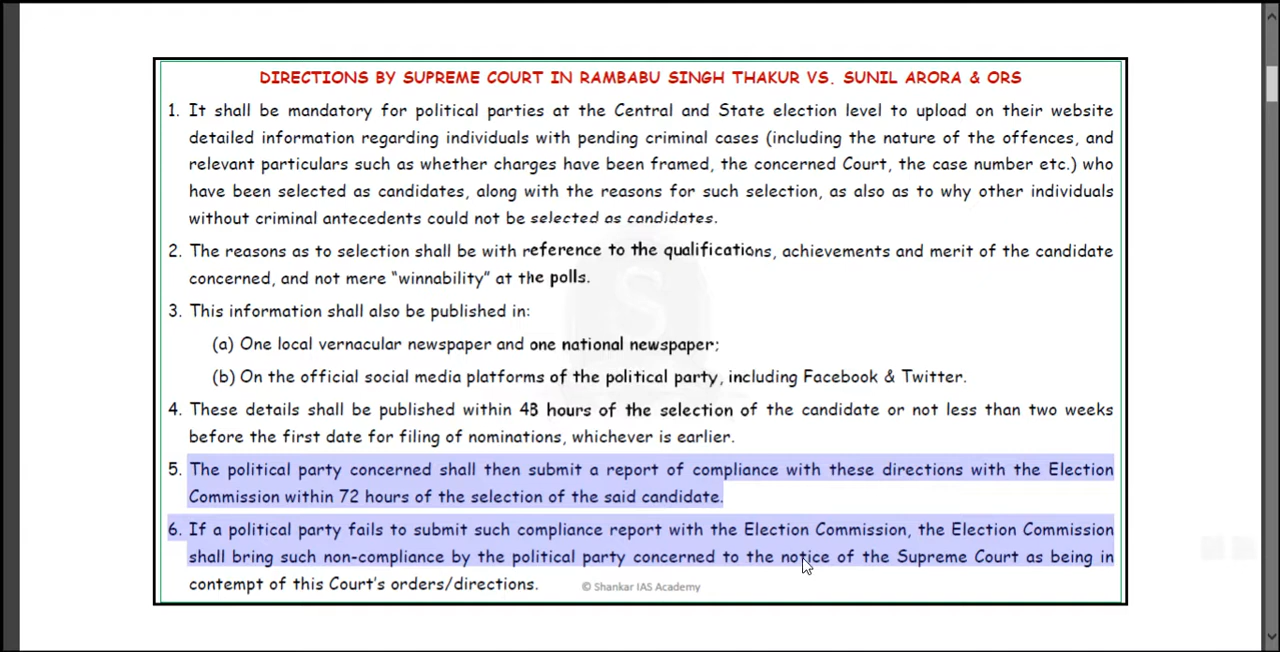 DIRECTIONS BY SUPREME COURT IN RAMBABU SINGH THAKUR VS. SUNIL ARORA & ORS
1. It shall be mandatory for political parties at the Central and State election level to upload on their website
detailed information regarding individuals with pending criminal cases (including the nature of the offences, and
relevant particulars such as whether charges have been framed, the concerned Court, the case number etc.) who
have been selected as candidates, along with the reasons for such selection, as also as to why other individuals
without criminal antecedents could not be selected as candidates.
2. The reasons as to selection shall be with reference to the qualifications, achievements and merit of the candidate
concerned, and not mere “winnability” at the polls.
3. This information shall also be published in:
(a) One local vernacular newspaper and one national newspaper;
(b) On the official social media platforms of the political party, including Facebook & Twitter.
4. These details shall be published within 48 hours of the selection of the candidate or not less than two weeks
before the first date for filing of nominations, whichever is earlier.
5. The political party concerned shall then submit a report of compliance with these directions with the Election
Commission within 72 hours of the selection of the said candidate.
6. If a political party fails to submit such compliance report with the Election Commission, the Election Commission
shall bring such non-compliance by the political party concerned to the notice of the Supreme Court as being in
contempt of this Court's orders/directions.
© Shankar IAS Academy